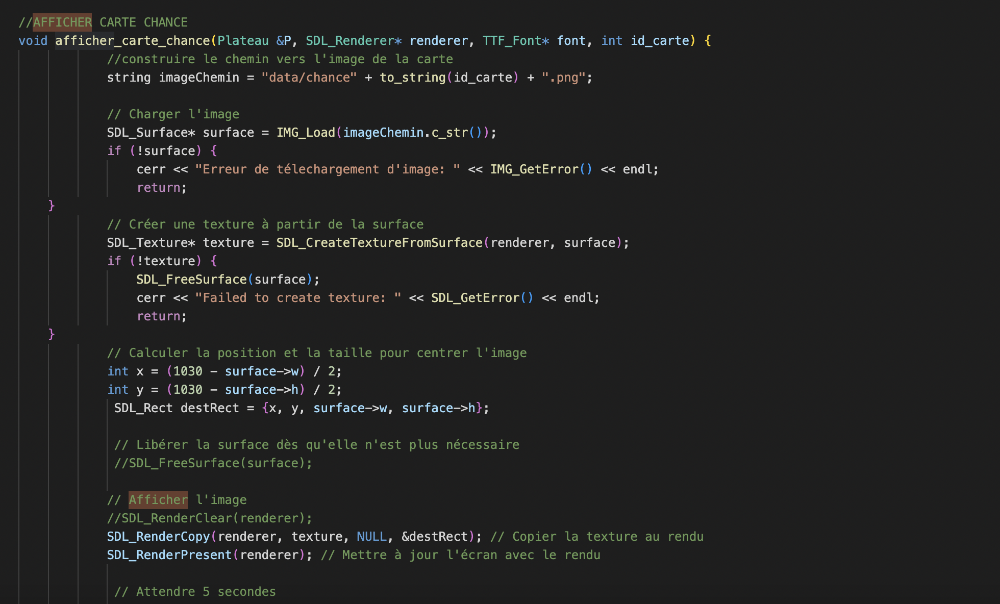 //AFFICHER CARTE CHANCE
void afficher_carte_chance(Plateau &P, SDL_Renderer* renderer, TTF_Font* font, int id_carte) {
//construire le chemin vers l'image de la carte
string imageChemin = "data/chance" + to_string(id_carte) + ".png";
// Charger l'image
SDL_Surface* surface = IMG_Load(imageChemin.c_str());
if (!surface) {
cerr << "Erreur de télechargement d'image: " << IMG_GetError() << endl;
return;
}
// Créer une texture à partir de la surface
SDL_Texture* texture = SDL_CreateTextureFromSurface(renderer, surface);
if (!texture) {
SDL_FreeSurface(surface);
cerr << "Failed to create texture: " << SDL_GetError() << endl;
return;
}
// Calculer la position et la taille pour centrer l'image
int x = (1030 - surface->w) / 2;
int y = (1030 - surface->h) / 2;
SDL_Rect destRect = {x, y, surface->w, surface->h};
// Libérer la surface dès qu'elle n'est plus nécessaire
//SDL_FreeSurface(surface);
// Afficher l'image
//SDL_RenderClear(renderer);
SDL_RenderCopy(renderer, texture, NULL, &destRect); // Copier la texture au rendu
SDL_RenderPresent(renderer); // Mettre à jour l'écran avec le rendu
// Attendre 5 secondes